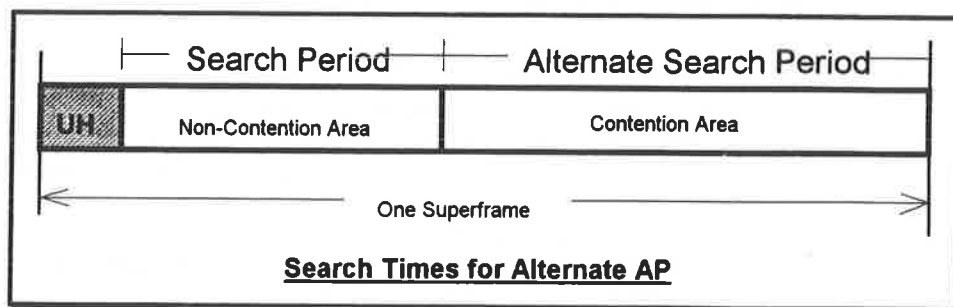 Search Period Alternate Search Period
UH. Non-Contention Area Contention Area
One Superframe
Search Times for Alternate AP